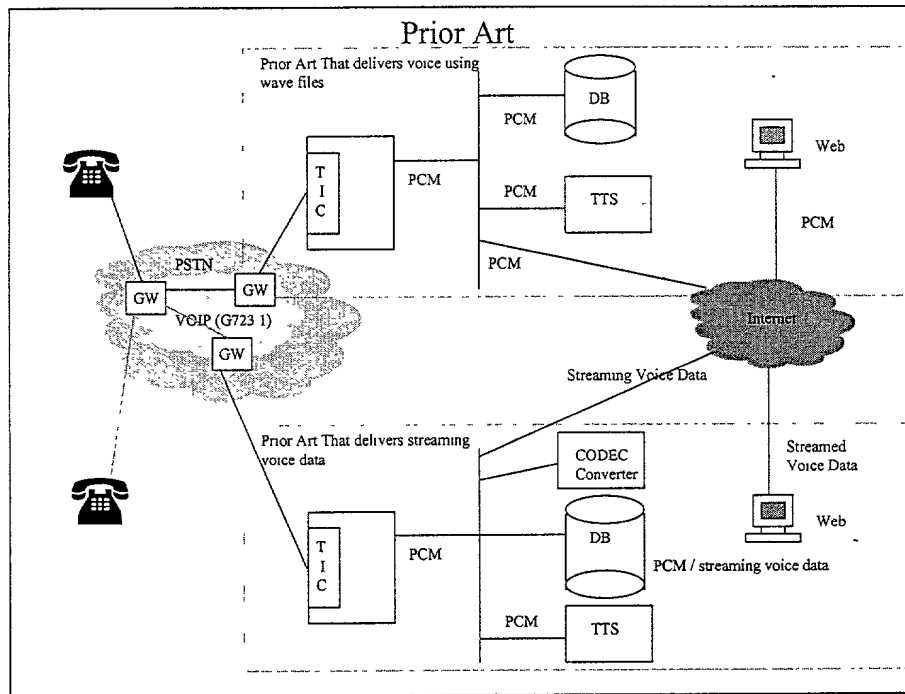 Prior Art
Prior Art That delivers voice using
wave files
DB
PCM
Web
T
I
C
PCM
PCM
TTS
PCM
PCM
PSTN
GW
GW
VOIP (G723 1)
GW
Internet
Streaming Voice Data
Prior Art That delivers streaming
voice data
CODEC
Converter
Streamed
Voice Data
T
I
C
PCM
DB
Web
PCM / streaming voice data
PCM
TTS